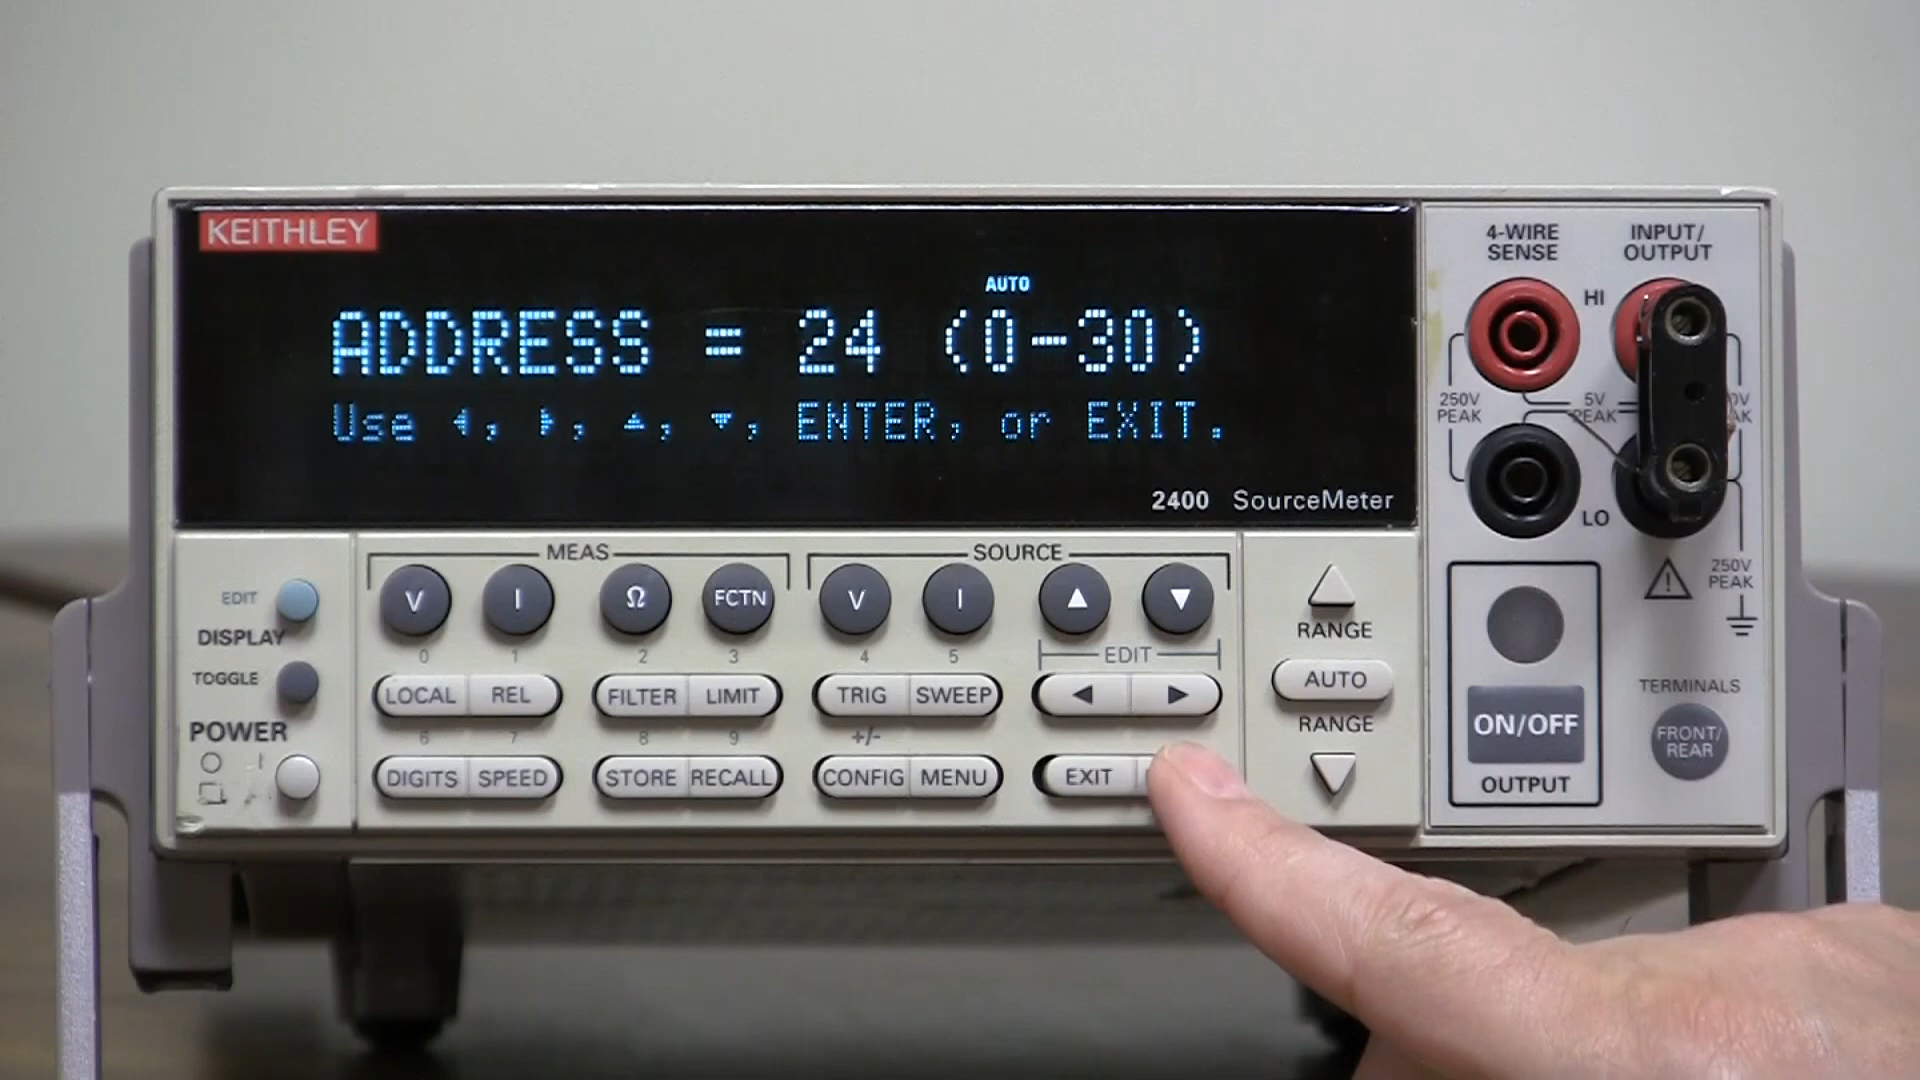 KEITHLEY
AUTO
ADDRESS = 24 (0-30)
Use ◀, ▶, ▲, ▼, ENTER, or EXIT.
2400 SourceMeter
4-WIRE SENSE
INPUT/OUTPUT
HI
250V PEAK
5V PEAK
LO
250V PEAK
MEAS
SOURCE
EDIT
DISPLAY
TOGGLE
POWER
V I Ω FCTN V I ▲ ▼
0 1 2 3 4 5
EDIT
LOCAL REL FILTER LIMIT TRIG SWEEP ◀ ▶
6 7 8 9 +/-
DIGITS SPEED STORE RECALL CONFIG MENU EXIT
RANGE
AUTO
RANGE
ON/OFF
OUTPUT
TERMINALS
FRONT/REAR